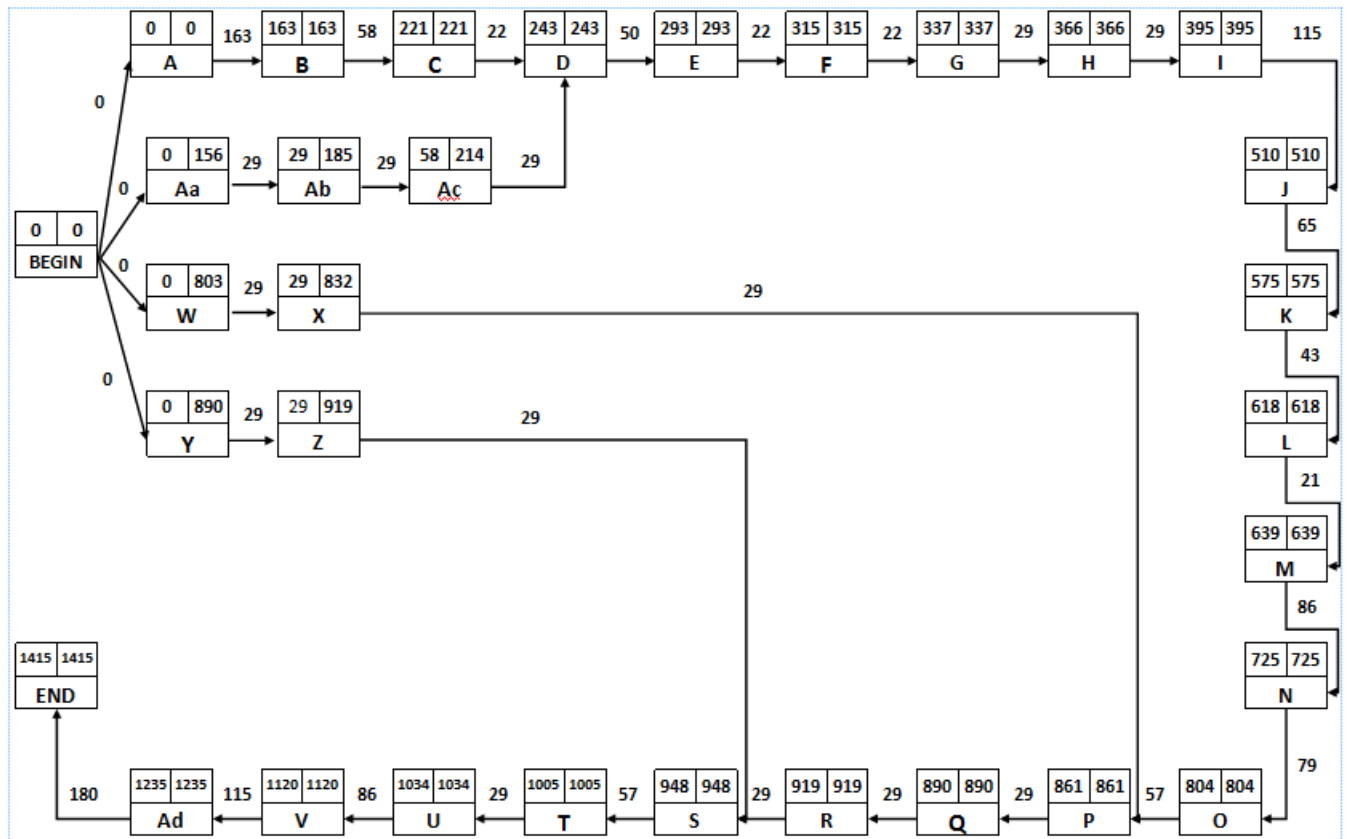 0 0 163 163 163 58 221 221 22 243 243 50 293 293 22 315 315 22 337 337 29 366 366 29 395 395 115
A B C D E F G H I
0
0 156 29 29 185 29 58 214 29 510 510
Aa Ab Ac J
0
0 0 65
BEGIN
0
0 803 29 29 832 29 575 575
W X K
43
0
0 890 29 29 919 29 618 618
Y Z L
21
639 639
M
86
1415 1415 725 725
END N
79
180 1235 1235 115 1120 1120 86 1034 1034 29 1005 1005 57 948 948 29 919 919 29 890 890 29 861 861 57 804 804
Ad V U T S R Q P O